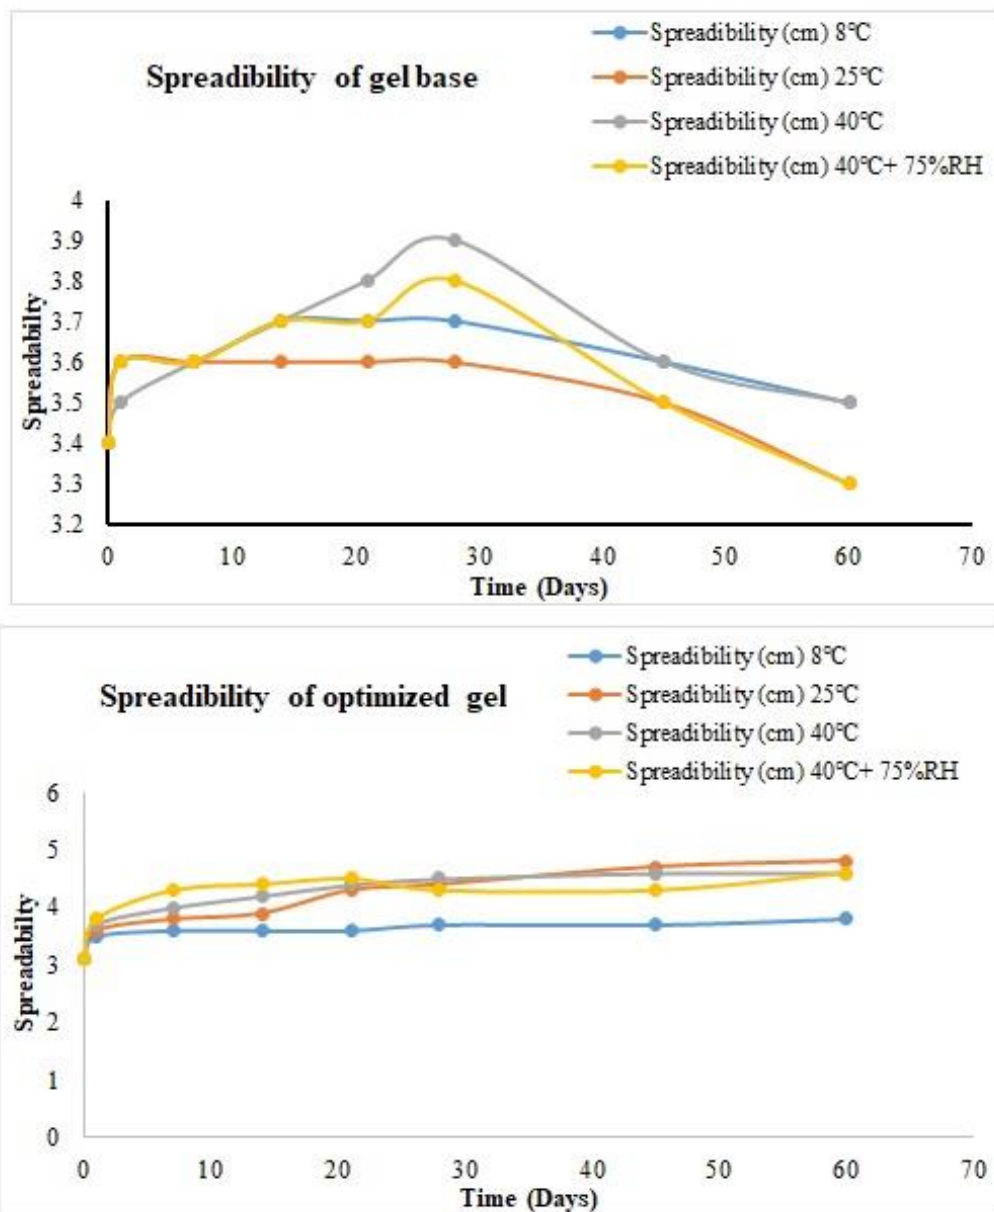 Spreadibility (cm) 8℃
Spreadibility of gel base
Spreadibility (cm) 25℃
Spreadibility (cm) 40℃
Spreadibility (cm) 40℃+ 75%RH
4
3.9
3.8
3.7
3.6
3.5
3.4
3.3
3.2
Spreadabilty
0 10 20 30 40 50 60 70
Time (Days)
Spreadibility (cm) 8℃
Spreadibility of optimized gel
Spreadibility (cm) 25℃
Spreadibility (cm) 40℃
Spreadibility (cm) 40℃+ 75%RH
6
5
4
3
2
1
0
Spreadabilty
0 10 20 30 40 50 60 70
Time (Days)